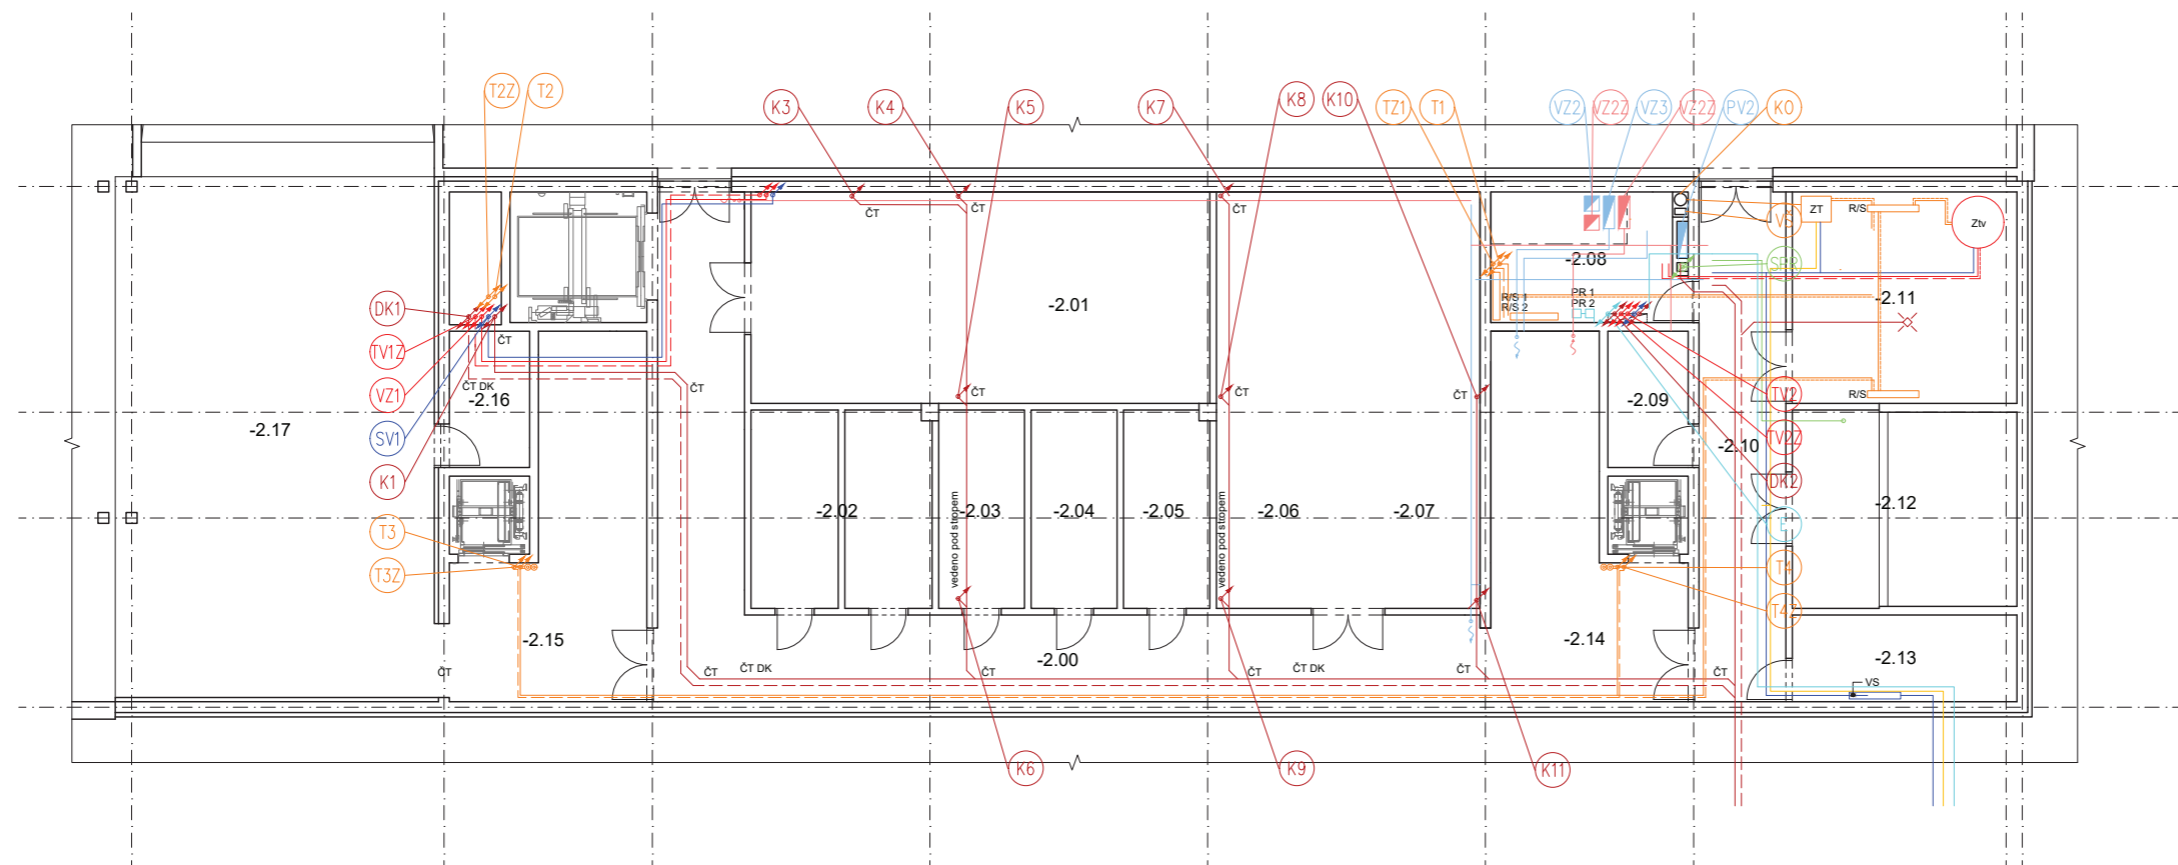 T2Z
T2
K3
K4
K5
K7
K8
K10
TZ1
T1
VZ2
VZ2Z
VZ3
VZ2Z
PV2
KO
ČT
ČT
ČT
ZT
R/S
Ztv
-2.08
-2.01
-2.11
DK1
TV1Z
VZ1
SV1
K1
ČT
R/S 1
R/S 2
PR 1
PR 2
ČT DK
-2.16
ČT
ČT
ČT
ČT
-2.09
TV2
R/S
TV2Z
-2.17
-2.10
DK2
-2.02
-2.03
-2.04
-2.05
-2.06
-2.07
-2.12
vedeno pod stropem
vedeno pod stropem
T3
T3Z
T4
T4Z
-2.15
-2.14
-2.00
-2.13
ČT
ČT
ČT DK
ČT
ČT
ČT DK
ČT
ČT
VS
K6
K9
K11